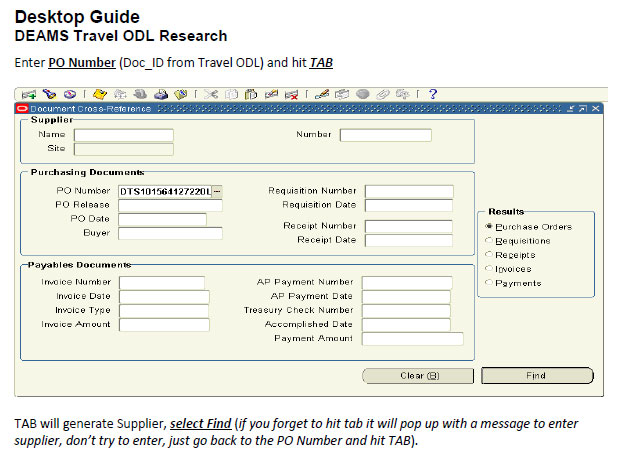 Desktop Guide
DEAMS Travel ODL Research
Enter PO Number (Doc_ID from Travel ODL) and hit TAB
Document Cross-Reference
Supplier
Name Number
Site
Purchasing Documents
PO Number DTS101564127220L Requisition Number
PO Release Requisition Date
PO Date
Receipt Number
Buyer
Receipt Date
Results
Purchase Orders
Requisitions
Receipts
Invoices
Payments
Payables Documents
Invoice Number AP Payment Number
Invoice Date AP Payment Date
Invoice Type Treasury Check Number
Invoice Amount Accomplished Date
Payment Amount
Clear (B) Find
TAB will generate Supplier, select Find (if you forget to hit tab it will pop up with a message to enter
supplier, don't try to enter, just go back to the PO Number and hit TAB).